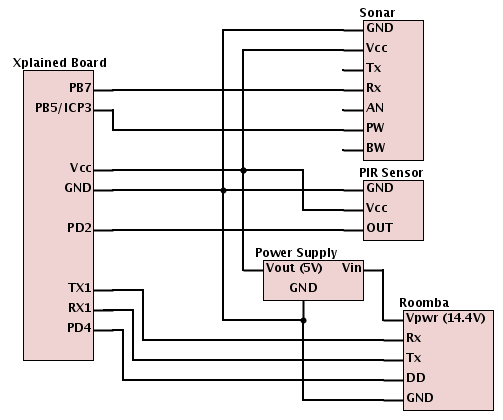 Sonar
GND
Vcc
Tx
Rx
AN
PW
BW
Xplained Board
PB7
PB5/ICP3
Vcc
GND
PD2
TX1
RX1
PD4
PIR Sensor
GND
Vcc
OUT
Power Supply
Vout (5V) Vin
GND
Roomba
Vpwr (14.4V)
Rx
Tx
DD
GND